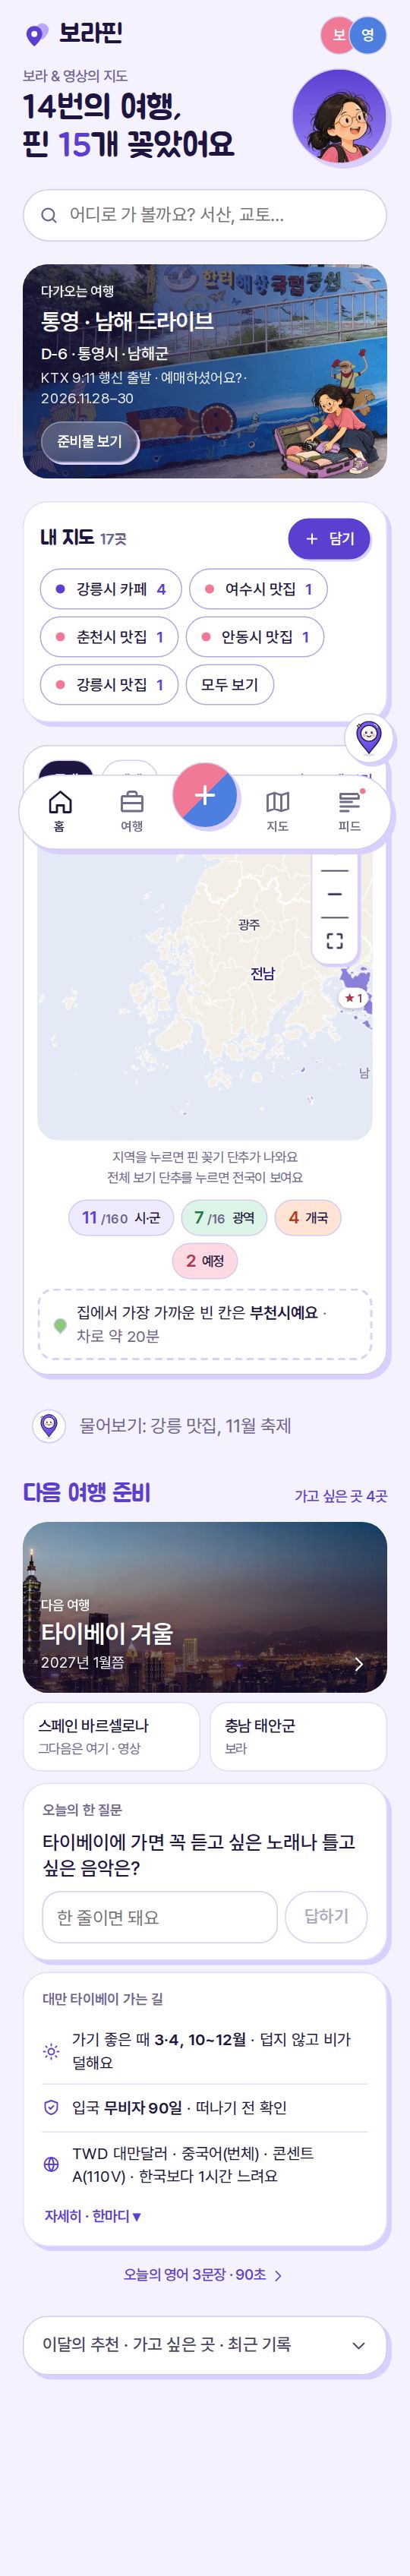 보라핀
보 영
보라 & 영상의 지도
14번의 여행,
핀 15개 꽂았어요
어디로 가 볼까요? 서산, 교토…
한려해상국립공원
다가오는 여행
통영 · 남해 드라이브
D-6 · 통영시 · 남해군
KTX 9:11 행신 출발 · 예매하셨어요? ·
2026.11.28–30
준비물 보기
내 지도 17곳
+ 담기
강릉시 카페 4
여수시 맛집 1
춘천시 맛집 1
안동시 맛집 1
강릉시 맛집 1
모두 보기
홈
여행
지도
피드
광주
전남
★ 1
남
지역을 누르면 핀 꽂기 단추가 나와요
전체 보기 단추를 누르면 전국이 보여요
11 /160 시·군
7 /16 광역
4 개국
2 예정
집에서 가장 가까운 빈 칸은 부천시예요 ·
차로 약 20분
물어보기: 강릉 맛집, 11월 축제
다음 여행 준비
가고 싶은 곳 4곳
다음 여행
타이베이 겨울
2027년 1월쯤
스페인 바르셀로나
그다음은 여기 · 영상
충남 태안군
보라
오늘의 한 질문
타이베이에 가면 꼭 듣고 싶은 노래나 틀고
싶은 음악은?
한 줄이면 돼요
답하기
대만 타이베이 가는 길
가기 좋은 때 3·4, 10~12월 · 덥지 않고 비가
덜해요
입국 무비자 90일 · 떠나기 전 확인
TWD 대만달러 · 중국어(번체) · 콘센트
A(110V) · 한국보다 1시간 느려요
자세히 · 한마디 ▾
오늘의 영어 3문장 · 90초
이달의 추천 · 가고 싶은 곳 · 최근 기록